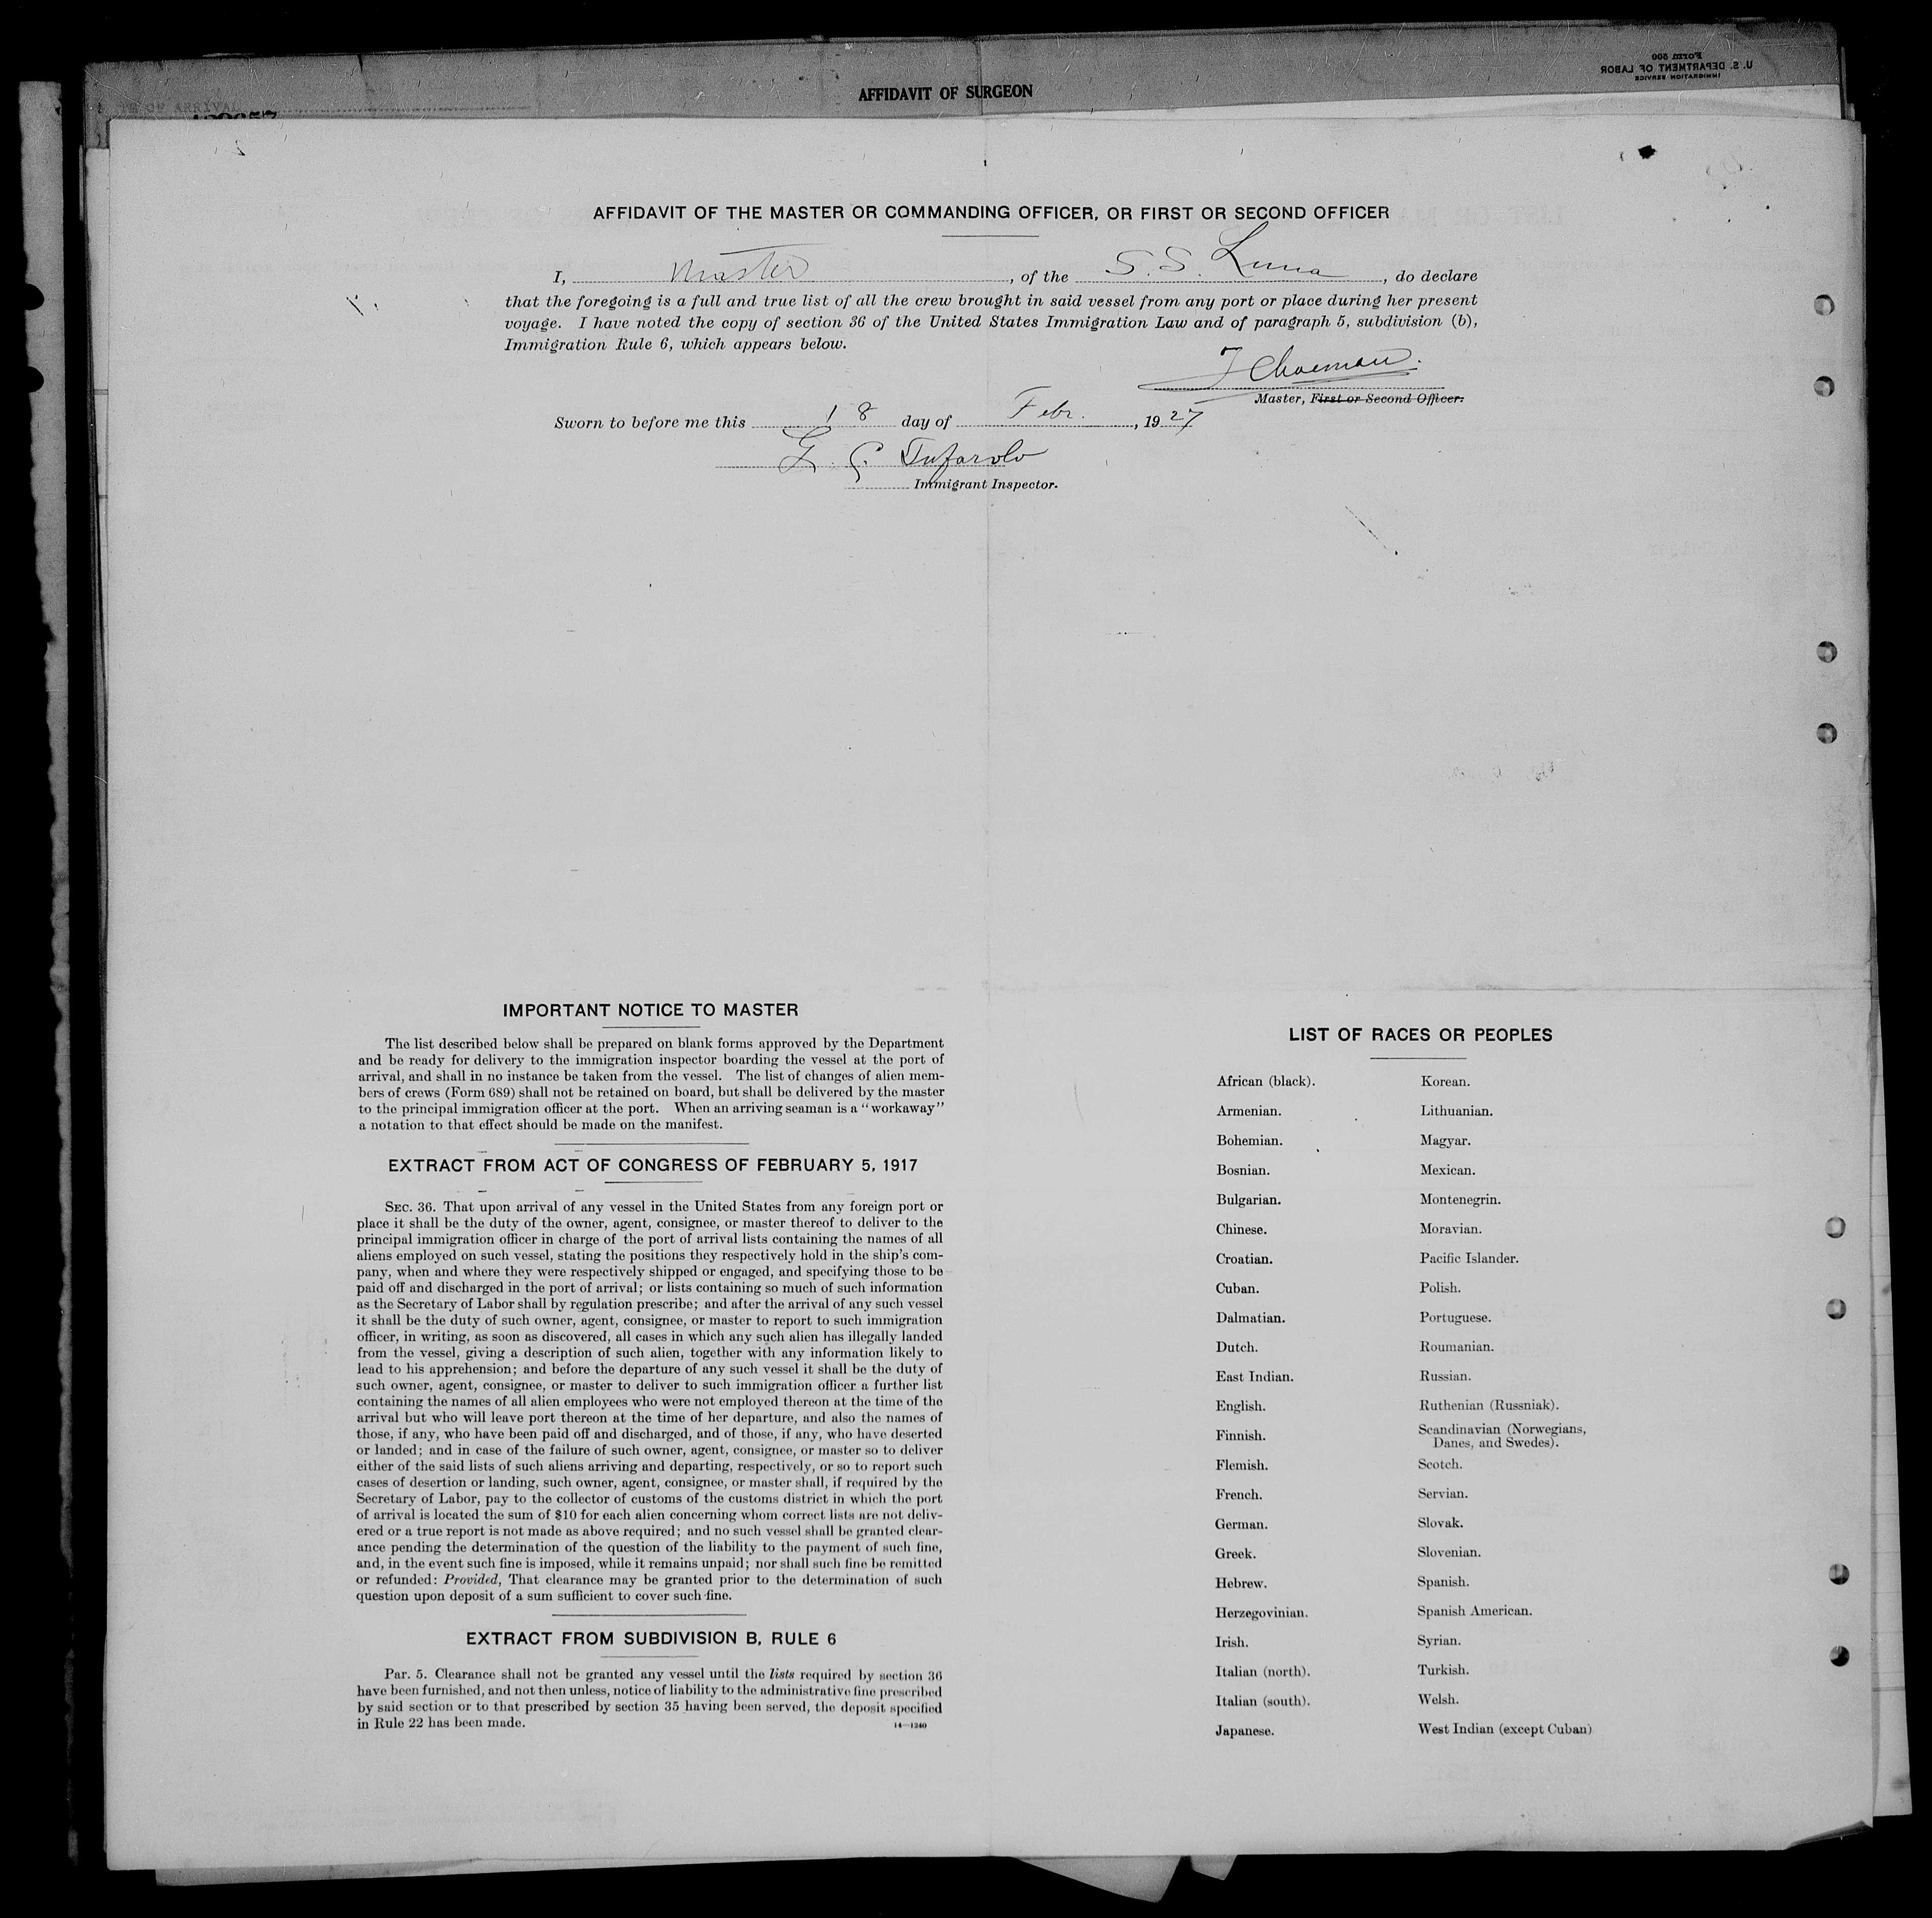 Form 500
U. S. DEPARTMENT OF LABOR
IMMIGRATION SERVICE
AFFIDAVIT OF SURGEON
OF ARRIVAL
AFFIDAVIT OF THE MASTER OR COMMANDING OFFICER, OR FIRST OR SECOND OFFICER
I, Master, of the S. S. Luna, do declare
that the foregoing is a full and true list of all the crew brought in said vessel from any port or place during her present
voyage. I have noted the copy of section 36 of the United States Immigration Law and of paragraph 5, subdivision (b),
Immigration Rule 6, which appears below.
Master, First or Second Officer.
Sworn to before me this 18 day of Febr., 1927
Immigrant Inspector.
IMPORTANT NOTICE TO MASTER
The list described below shall be prepared on blank forms approved by the Department
and be ready for delivery to the immigration inspector boarding the vessel at the port of
arrival, and shall in no instance be taken from the vessel. The list of changes of alien mem-
bers of crews (Form 689) shall not be retained on board, but shall be delivered by the master
to the principal immigration officer at the port. When an arriving seaman is a "workaway"
a notation to that effect should be made on the manifest.
EXTRACT FROM ACT OF CONGRESS OF FEBRUARY 5, 1917
SEC. 36. That upon arrival of any vessel in the United States from any foreign port or
place it shall be the duty of the owner, agent, consignee, or master thereof to deliver to the
principal immigration officer in charge of the port of arrival lists containing the names of all
aliens employed on such vessel, stating the positions they respectively hold in the ship's com-
pany, when and where they were respectively shipped or engaged, and specifying those to be
paid off and discharged in the port of arrival; or lists containing so much of such information
as the Secretary of Labor shall by regulation prescribe; and after the arrival of any such vessel
it shall be the duty of such owner, agent, consignee, or master to report to such immigration
officer, in writing, as soon as discovered, all cases in which any such alien has illegally landed
from the vessel, giving a description of such alien, together with any information likely to
lead to his apprehension; and before the departure of any such vessel it shall be the duty of
such owner, agent, consignee, or master to deliver to such immigration officer a further list
containing the names of all alien employees who were not employed thereon at the time of the
arrival but who will leave port thereon at the time of her departure, and also the names of
those, if any, who have been paid off and discharged, and of those, if any, who have deserted
or landed; and in case of the failure of such owner, agent, consignee, or master so to deliver
either of the said lists of such aliens arriving and departing, respectively, or so to report such
cases of desertion or landing, such owner, agent, consignee, or master shall, if required by the
Secretary of Labor, pay to the collector of customs of the customs district in which the port
of arrival is located the sum of $10 for each alien concerning whom correct lists are not deliv-
ered or a true report is not made as above required; and no such vessel shall be granted clear-
ance pending the determination of the question of the liability to the payment of such fine,
and, in the event such fine is imposed, while it remains unpaid; nor shall such fine be remitted
or refunded: Provided, That clearance may be granted prior to the determination of such
question upon deposit of a sum sufficient to cover such fine.
EXTRACT FROM SUBDIVISION B, RULE 6
Par. 5. Clearance shall not be granted any vessel until the lists required by section 36
have been furnished, and not then unless, notice of liability to the administrative fine prescribed
by said section or to that prescribed by section 35 having been served, the deposit specified
in Rule 22 has been made.
14—1240
LIST OF RACES OR PEOPLES
African (black). Korean.
Armenian. Lithuanian.
Bohemian. Magyar.
Bosnian. Mexican.
Bulgarian. Montenegrin.
Chinese. Moravian.
Croatian. Pacific Islander.
Cuban. Polish.
Dalmatian. Portuguese.
Dutch. Roumanian.
East Indian. Russian.
English. Ruthenian (Russniak).
Finnish. Scandinavian (Norwegians,
Danes, and Swedes).
Flemish. Scotch.
French. Servian.
German. Slovak.
Greek. Slovenian.
Hebrew. Spanish.
Herzegovinian. Spanish American.
Irish. Syrian.
Italian (north). Turkish.
Italian (south). Welsh.
Japanese. West Indian (except Cuban)